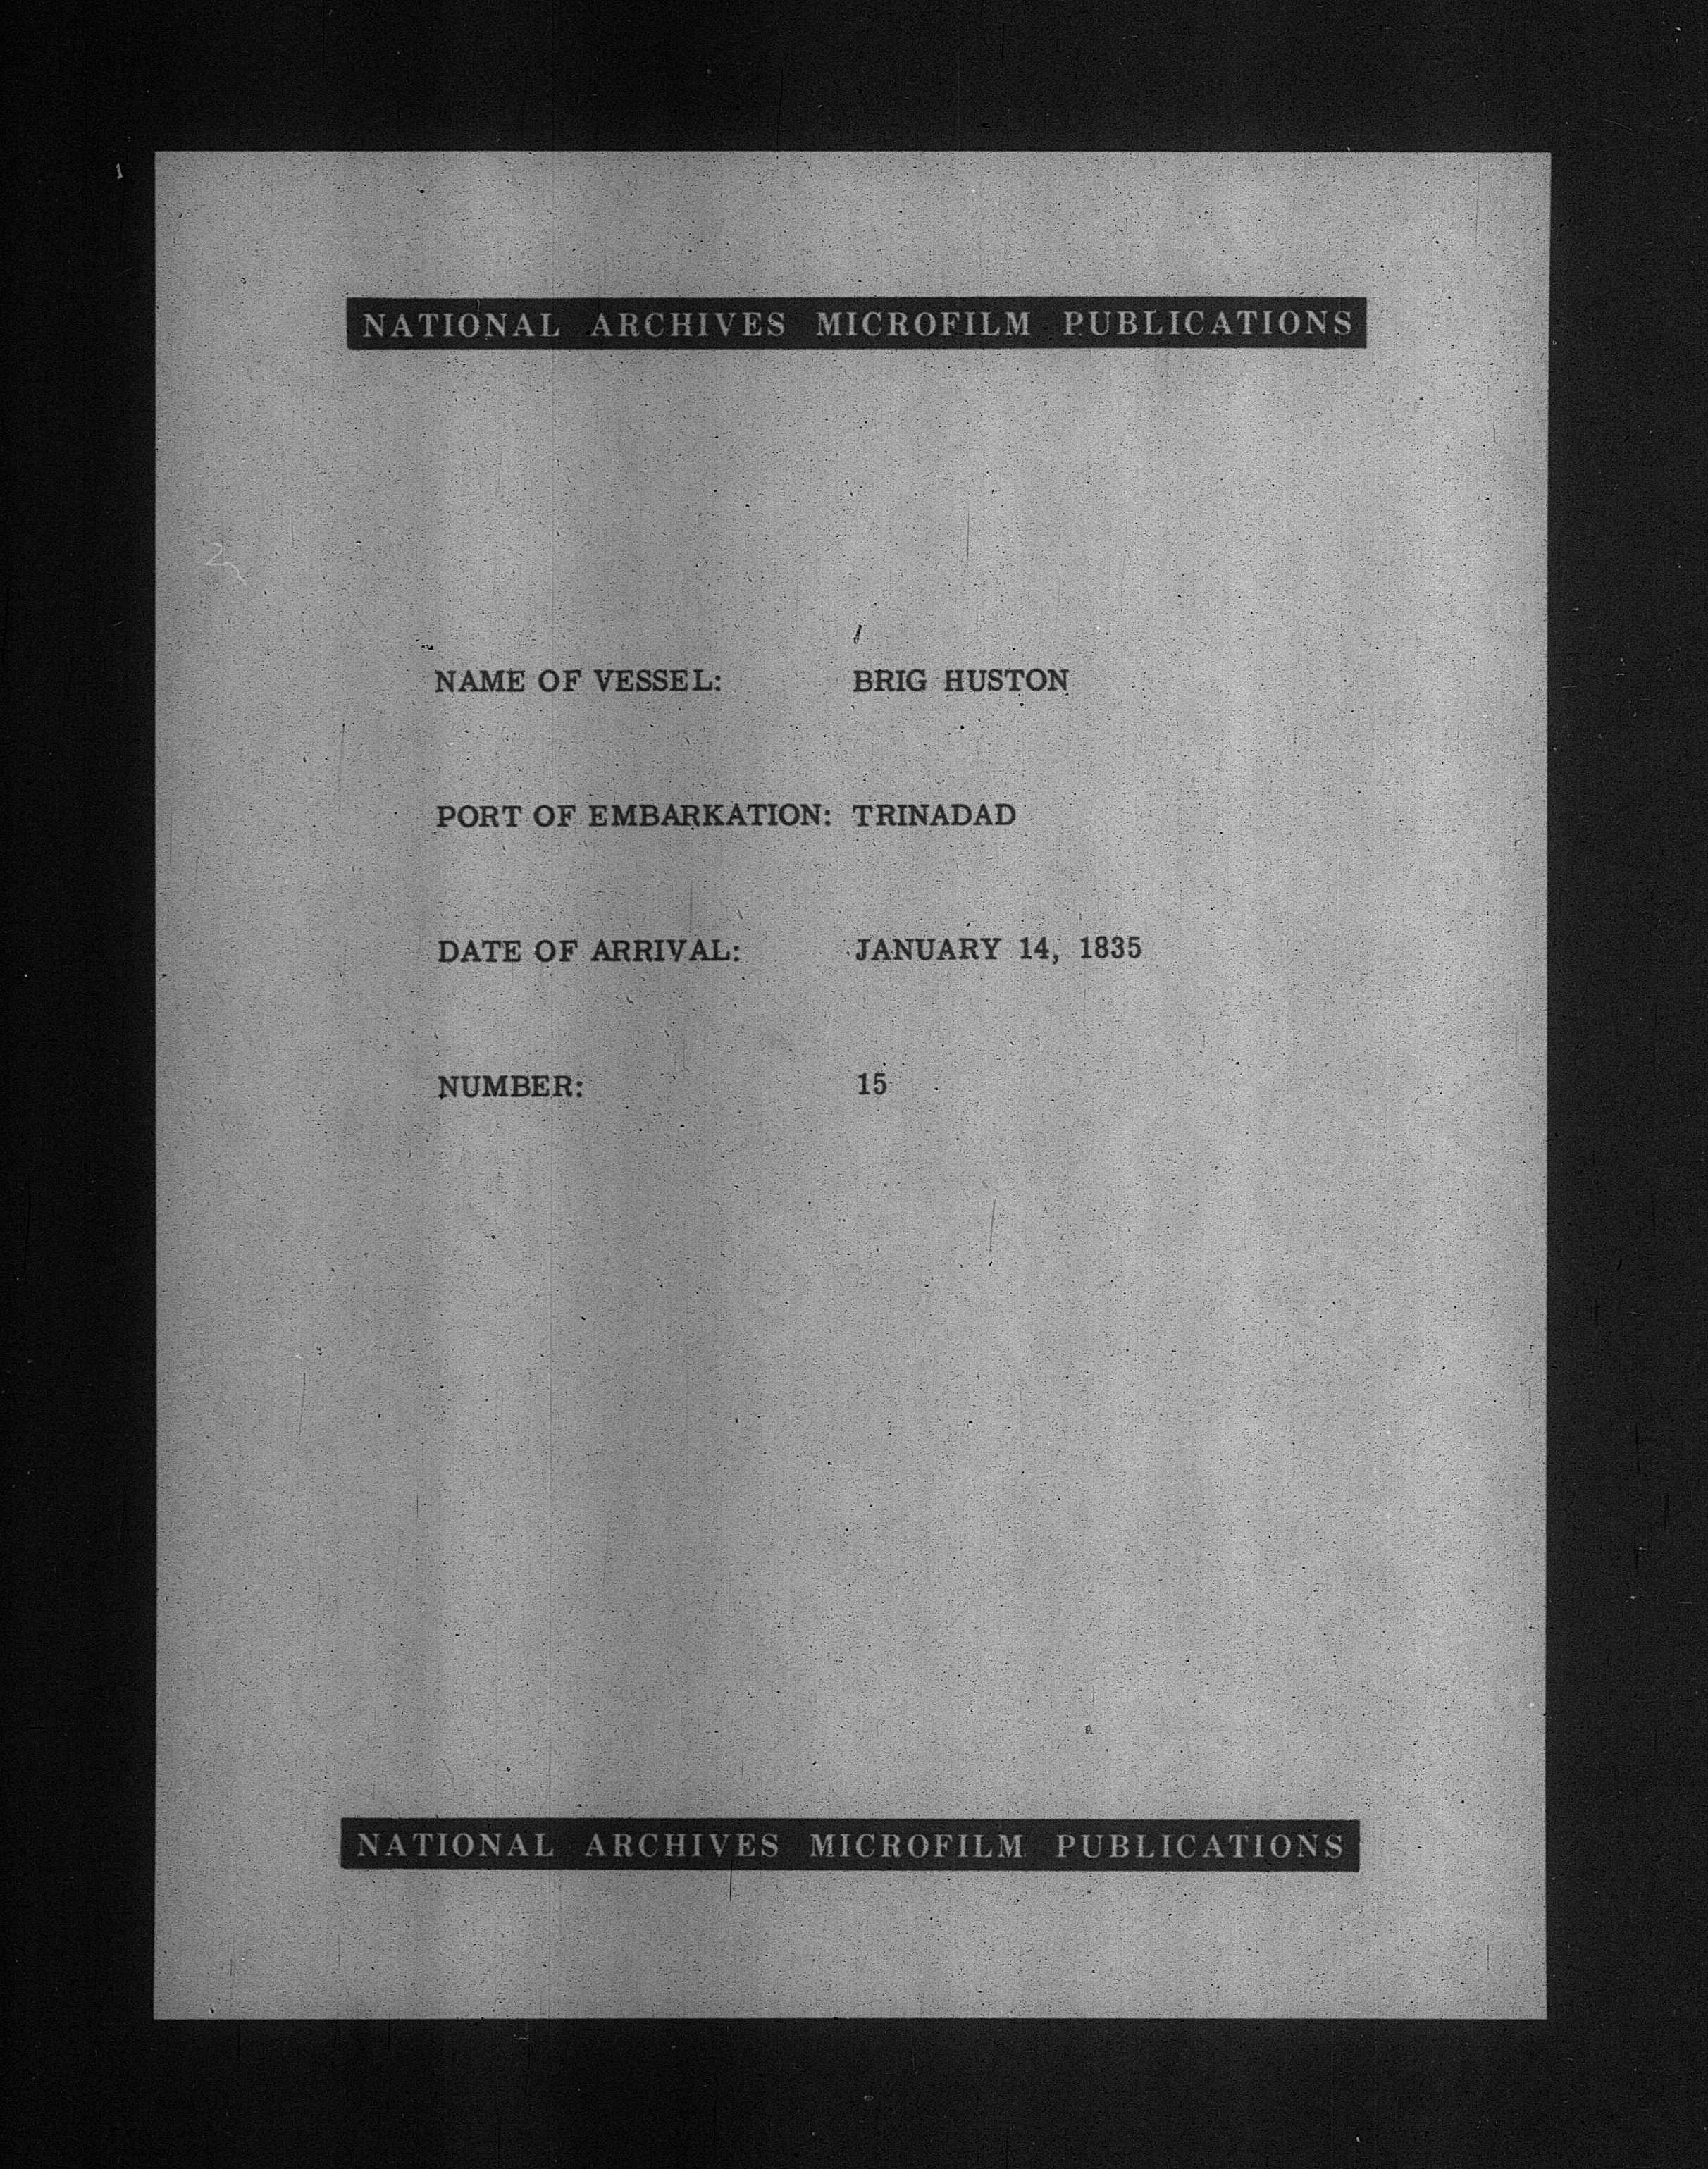 NATIONAL ARCHIVES MICROFILM PUBLICATIONS
NAME OF VESSEL: BRIG HUSTON
PORT OF EMBARKATION: TRINADAD
DATE OF ARRIVAL: JANUARY 14, 1835
NUMBER: 15
NATIONAL ARCHIVES MICROFILM PUBLICATIONS